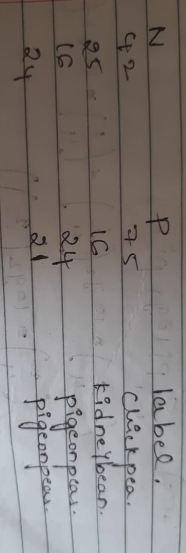 N P label.
42 75 chickpea.
25 16 kidneybean.
16 24 pigeonpeas.
24 21 pigeonpeas.